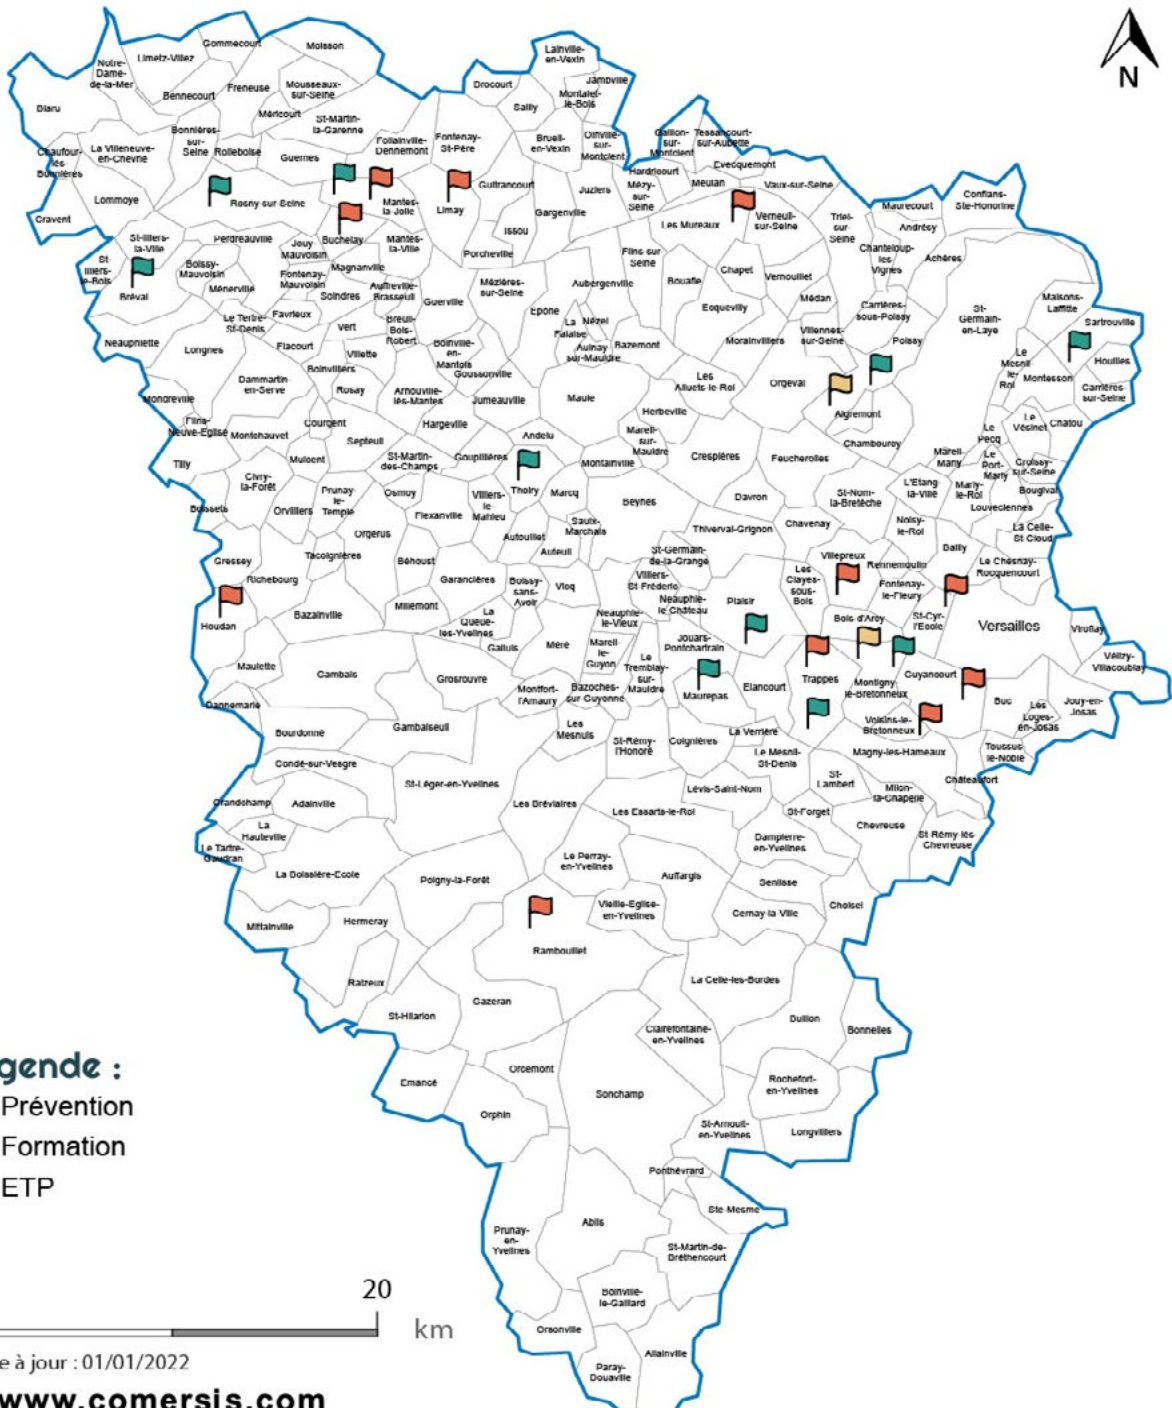 N
Gommecourt
Moisson
Limetz-Villez
Notre-
Dame-
de-la-Mer
Lainville-
en-Vexin
Freneuse
Bennecourt
Mousseaux-
sur-Seine
Drocourt
Jambville
Montalet-
le-Bois
Sailly
Blaru
Méricourt
St-Martin-
la-Garenne
Bonnières-
sur-
Seine
Rolleboise
Follainville-
Dennemont
Fontenay-
St-Père
Brueil-
en-Vexin
Oinville-
sur-
Montcient
Gaillon-
sur-
Montcient
Tessancourt-
sur-Aubette
Chaufour-
lès
Bonnières
La Villeneuve-
en-Chevrie
Guernes
Evecquemont
Hardricourt
Mézy-
sur-
Seine
Meulan
Vaux-sur-Seine
Lommoye
Rosny-sur-Seine
Mantes-
la-Jolie
Limay
Guitrancourt
Juziers
Gargenville
Issou
Conflans-
Ste-Honorine
Maurecourt
Andrésy
Cravent
Les Mureaux
Verneuil-
sur-Seine
Triel-
sur-
Seine
St-Illiers-
la-Ville
Perdreauville
Jouy
Mauvoisin
Buchelay
Mantes-
la-Ville
Porcheville
Flins sur
Seine
Chanteloup-
les
Vignes
Achères
St-
Illiers-
le-Bois
Boissy-
Mauvoisin
Fontenay-
Mauvoisin
Magnanville
Chapet
Vernouillet
Bréval
Ménerville
Soindres
Auffreville-
Brasseuil
Guerville
Mézières-
sur-Seine
Aubergenville
Bouafle
Ecquevilly
Médan
Carrières-
sous-Poissy
St-
Germain-
en-Laye
Maisons-
Laffitte
Sartrouville
Le Tertre-
St-Denis
Favrieux
Vert
Breuil-
Bois-
Robert
Epône
La
Falaise
Nézel
Villennes-
sur-Seine
Poissy
Neauphlette
Longnes
Flacourt
Villette
Boinville-
en-
Mantois
Aulnay
sur-Mauldre
Bazemont
Morainvilliers
Le
Mesnil
le-
Roi
Houilles
Montesson
Carrières-
sur-Seine
Mondreville
Dammartin-
en-Serve
Boinvilliers
Rosay
Arnouville-
lès-Mantes
Goussonville
Jumeauville
Maule
Les
Alluets-le-Roi
Orgeval
Aigremont
Herbeville
Flins-
Neuve-Eglise
Montchauvet
Courgent
Septeuil
Hargeville
Andelu
Mareil-
sur-
Mauldre
Chambourcy
Le
Pecq
Le
Vésinet
Chatou
Tilly
Mulcent
St-Martin-
des-Champs
Goupillières
Montainville
Crespières
Feucherolles
Mareil-
Marly
Le
Port-
Marly
Croissy-
sur-Seine
Civry-
la-Forêt
Prunay-
le-
Temple
Osmoy
Villiers-
le-
Mahieu
Thoiry
Marcq
Beynes
Davron
St-Nom-
la-Bretèche
L'Etang
la-Ville
Marly-
le-Roi
Bougival
Louveciennes
Boissets
Orvilliers
Flexanville
Saulx-
Marchais
Thiverval-Grignon
Chavenay
Noisy-
le-Roi
La Celle-
St-Cloud
Orgerus
Autouillet
Auteuil
Bailly
Gressey
Tacoignières
Béhoust
St-Germain-
de-la-Grange
Villepreux
Rennemoulin
Le Chesnay-
Rocquencourt
Richebourg
Garancières
Boissy-
sans-
Avoir
Vicq
Villiers-
St-Fréderic
Les
Clayes-
sous-
Bois
Fontenay-
le-Fleury
Houdan
Bazainville
Millemont
La
Queue-
les-Yvelines
Neauphle-
le-Vieux
Neauphle-
le-Château
Plaisir
Bois d'Arcy
St-Cyr-
l'Ecole
Versailles
Viroflay
Galluis
Méré
Mareil-
le-
Guyon
Jouars-
Pontchartrain
Vélizy-
Villacoublay
Maulette
Gambais
Grosrouvre
Le
Tremblay-
sur-
Mauldre
Maurepas
Elancourt
Trappes
Montigny
le-Bretonneux
Guyancourt
Montfort-
l'Amaury
Bazoches-
sur-Guyonne
Buc
Les
Loges-
en-Josas
Jouy-en-
Josas
Dannemarie
Bourdonné
Gambaiseuil
Les
Mesnuls
St-Rémy-
l'Honoré
Coignières
La Verrière
Voisins-le-
Bretonneux
Le Mesnil-
St-Denis
Magny-les-Hameaux
Toussus
le-Noble
Condé-sur-Vesgre
St-Léger-en-Yvelines
Lévis-Saint-Nom
St-
Lambert
Milon-
la-Chapelle
Châteaufort
Grandchamp
Adainville
Les Bréviaires
Les Essarts-le-Roi
St-Forget
La
Hauteville
Chevreuse
St-Rémy-lès-
Chevreuse
Le Tartre-
Gaudran
Dampierre-
en-Yvelines
La Boissière-Ecole
Poigny-la-Forêt
Le Perray-
en-Yvelines
Auffargis
Senlisse
Choisel
Mittainville
Hermeray
Vieille-Eglise-
en-Yvelines
Cernay-la-Ville
Rambouillet
Raizeux
La Celle-les-Bordes
Gazeran
St-Hilarion
Clairefontaine-
en-Yvelines
Bullion
Bonnelles
gende :
Prévention
Formation
ETP
Emancé
Orcemont
Sonchamp
Rochefort-
en-Yvelines
Orphin
St-Arnoult-
en-Yvelines
Longvilliers
Ponthévrard
Ste-Mesme
Prunay-
en-
Yvelines
Ablis
St-Martin-de-
Bréthencourt
Boinville-
le-Gaillard
Orsonville
Allainville
Paray-
Douaville
20
km
e à jour : 01/01/2022
www.comersis.com